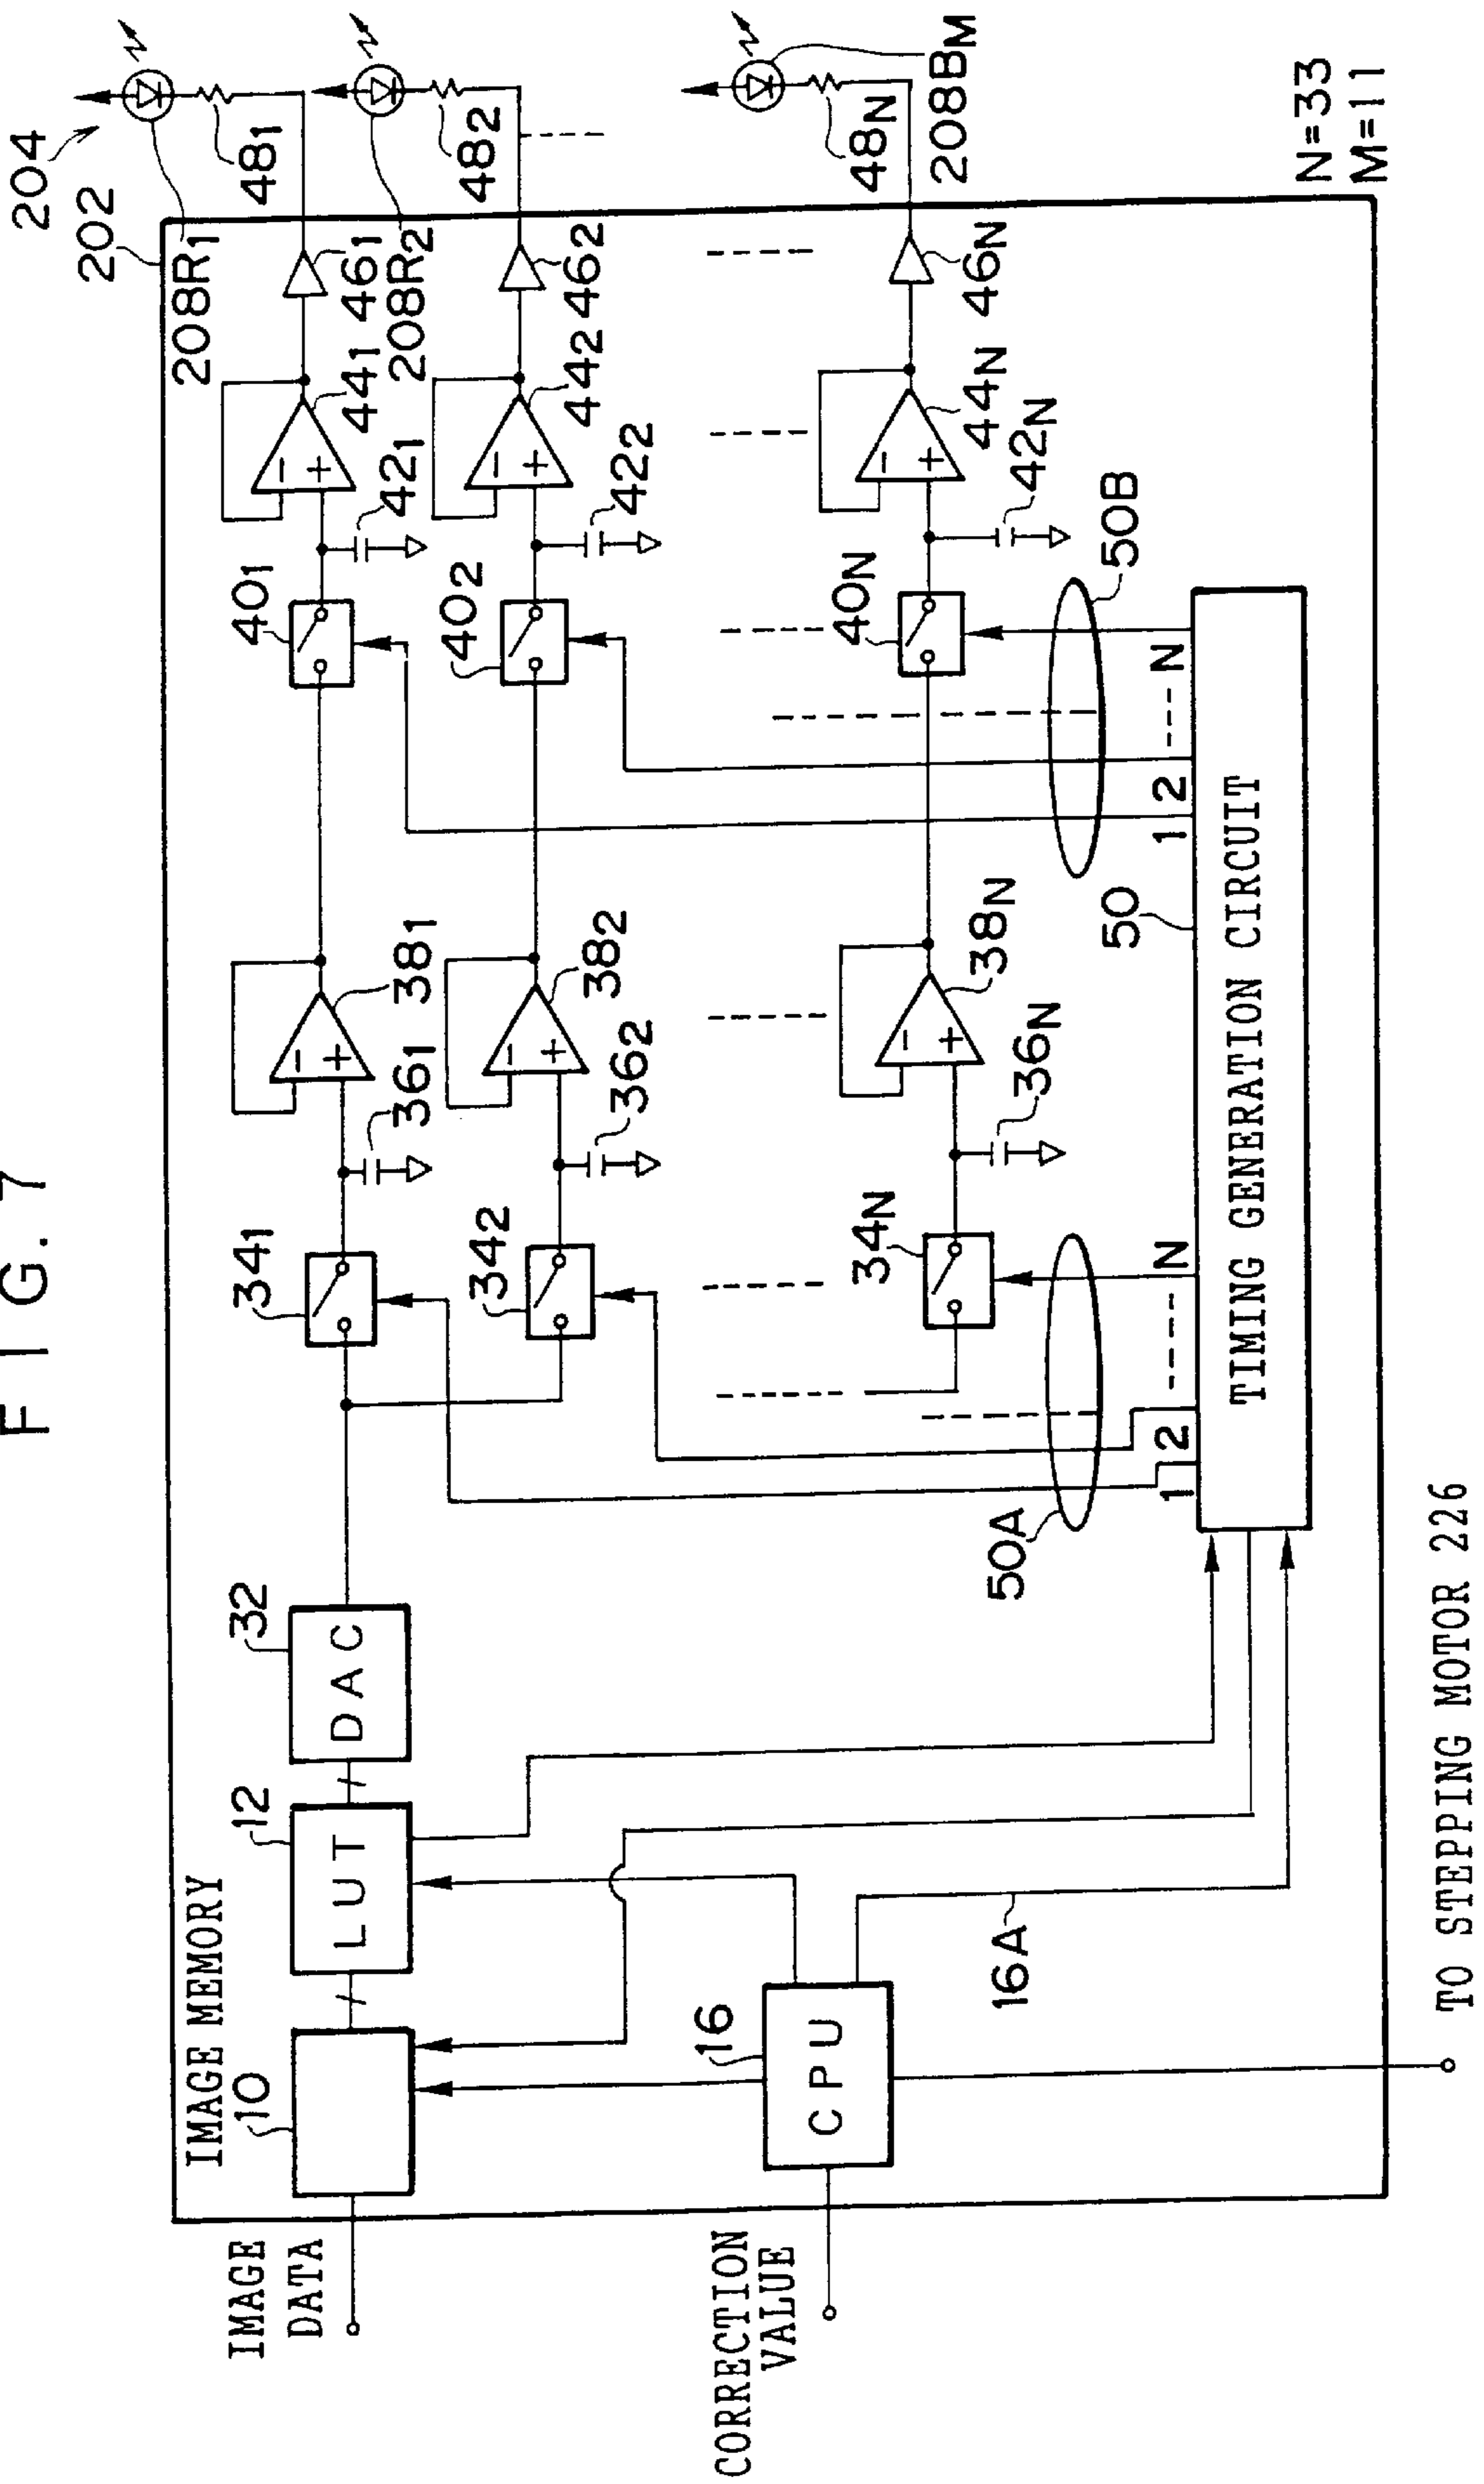 FIG. 7
IMAGE
DATA
CORRECTION
VALUE
IMAGE MEMORY
10
LUT
12
DAC
32
CPU
16
16A
TO STEPPING MOTOR 226
34₁
34₂
34N
36₁
36₂
36N
- +
- +
- +
38₁
38₂
38N
40₁
40₂
40N
42₁
42₂
42N
- +
- +
- +
44₁
44₂
44N
46₁
46₂
46N
48₁
48₂
48N
208R₁
208R₂
208BM
202
204
50A
50B
1 2 N
1 2 N
50
TIMING GENERATION CIRCUIT
N=33
M=11